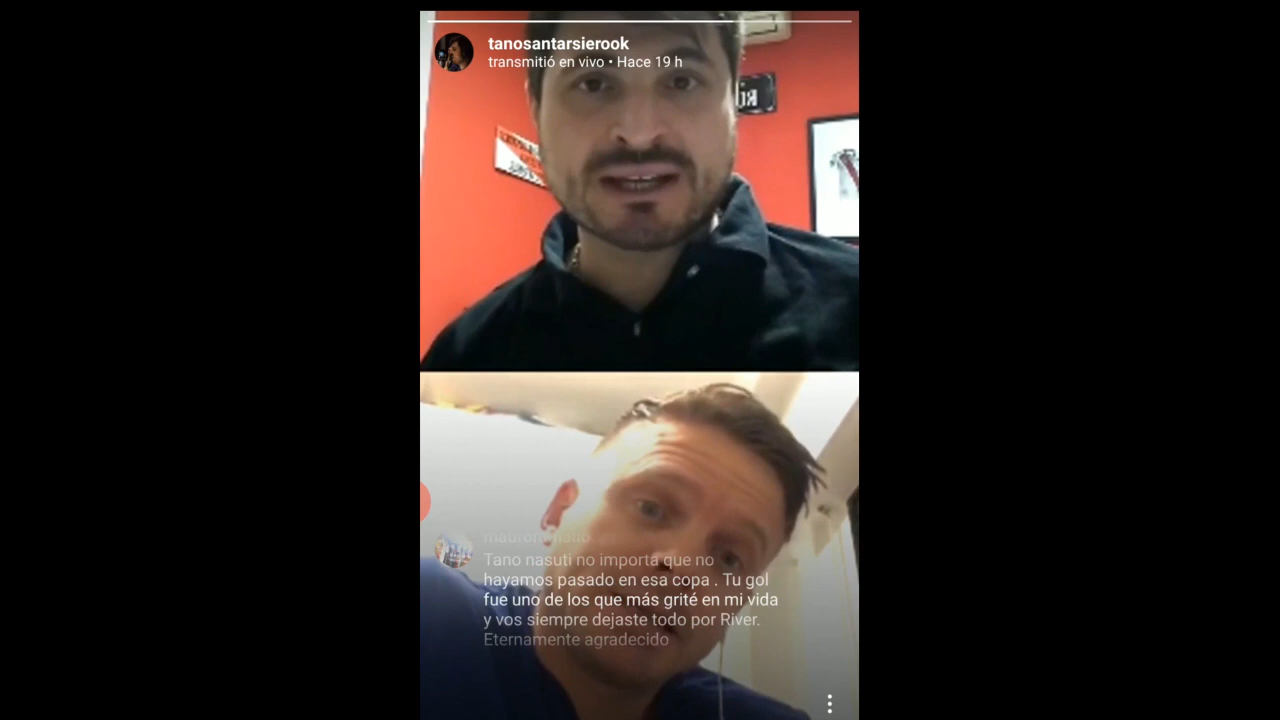 tanosantarsierook
transmitió en vivo • Hace 19 h
Tano nasuti no importa que no
hayamos pasado en esa copa . Tu gol
fue uno de los que más grité en mi vida
y vos siempre dejaste todo por River.
Eternamente agradecido